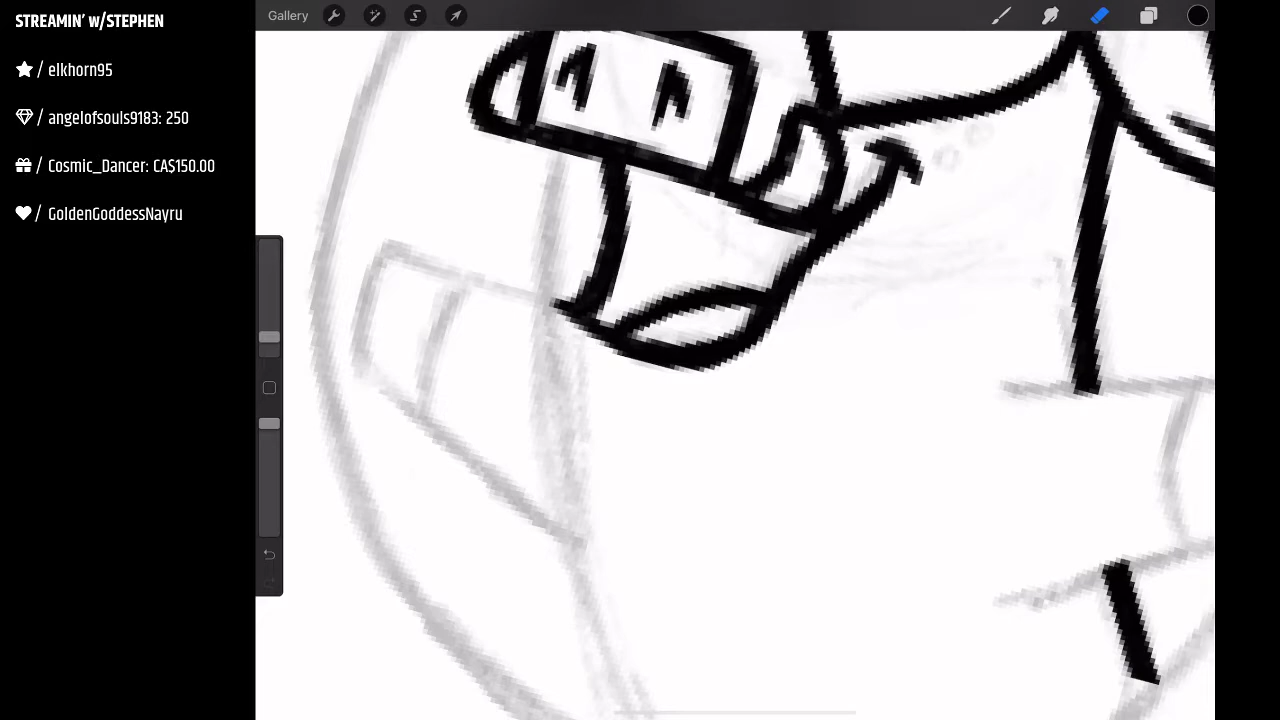 STREAMIN' w/STEPHEN
Gallery
/ elkhorn95
/ angelofsouls9183: 250
/ Cosmic_Dancer: CA$150.00
/ GoldenGoddessNayru